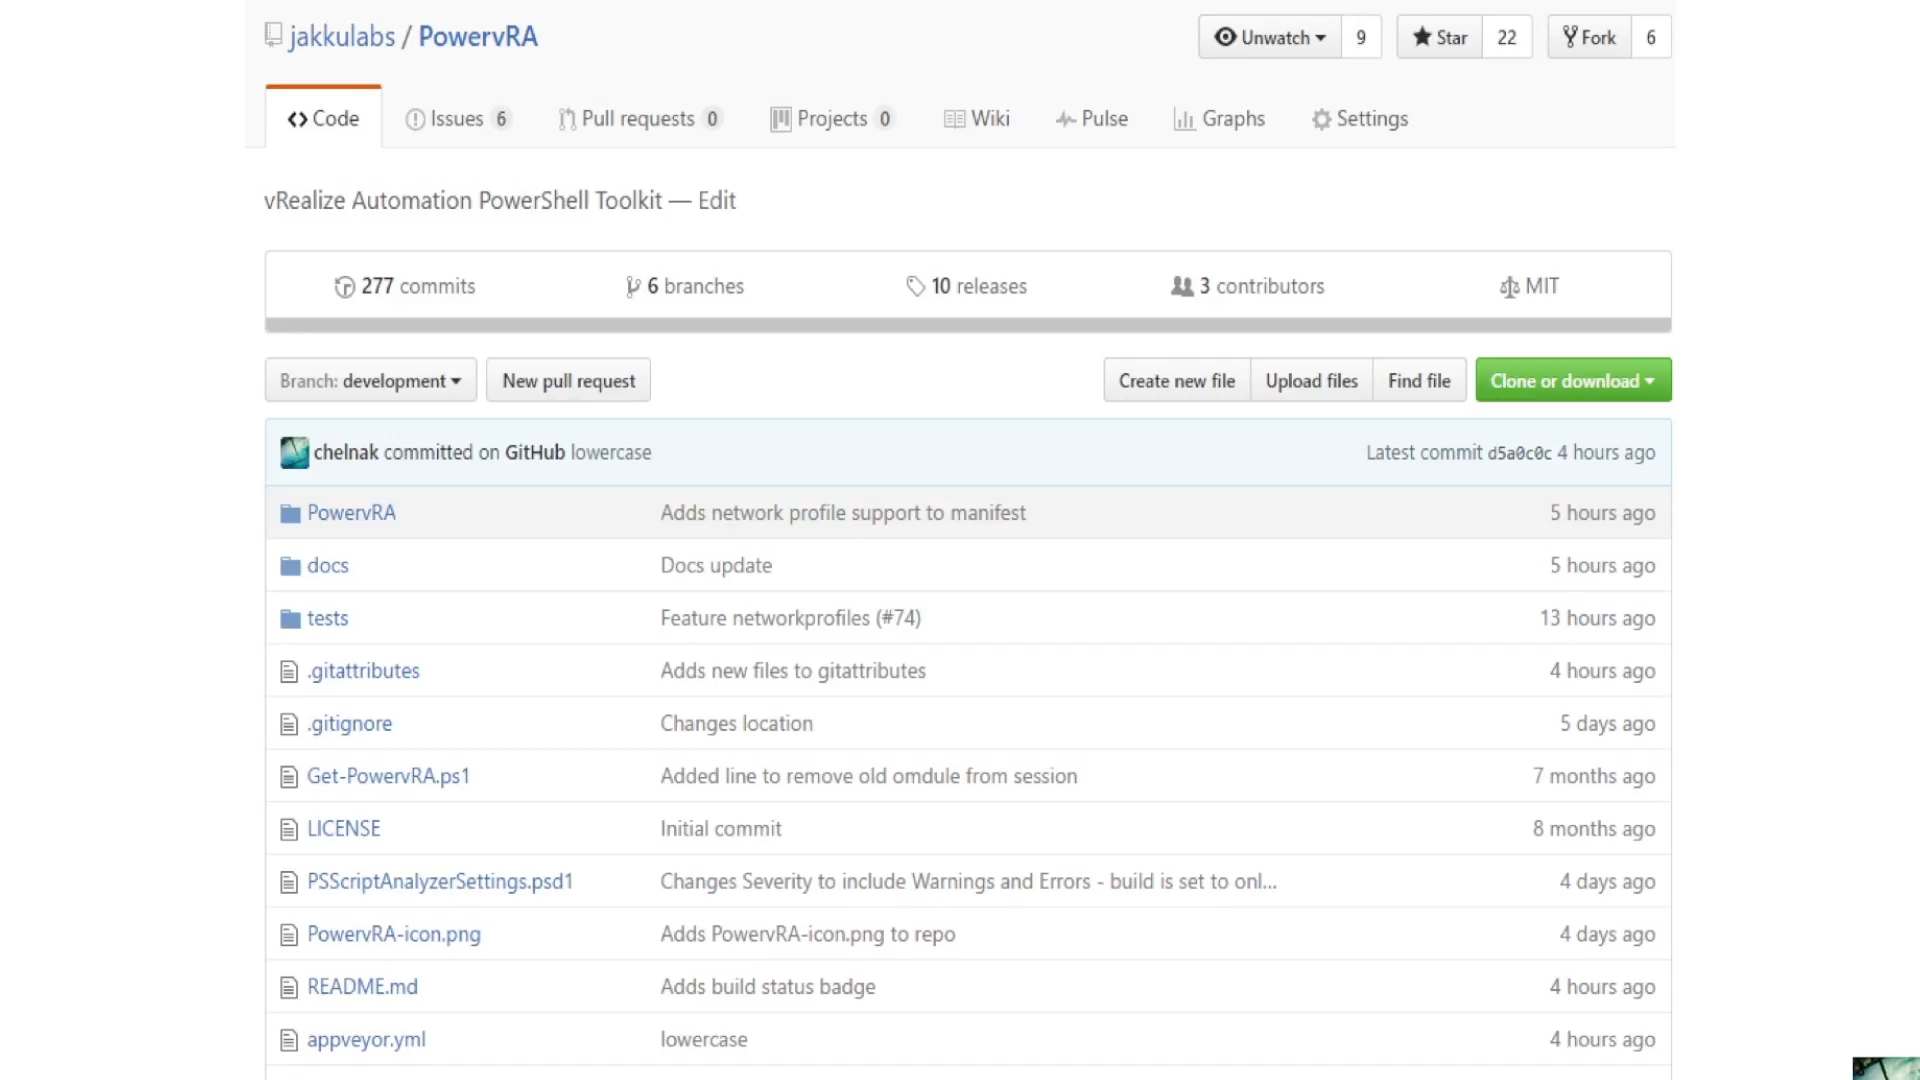 jakkulabs / PowervRA
Unwatch 9 Star 22 Fork 6
Code Issues 6 Pull requests 0 Projects 0 Wiki Pulse Graphs Settings
vRealize Automation PowerShell Toolkit — Edit
277 commits 6 branches 10 releases 3 contributors MIT
Branch: development New pull request Create new file Upload files Find file Clone or download
chelnak committed on GitHub lowercase Latest commit d5a0c0c 4 hours ago
PowervRA Adds network profile support to manifest 5 hours ago
docs Docs update 5 hours ago
tests Feature networkprofiles (#74) 13 hours ago
.gitattributes Adds new files to gitattributes 4 hours ago
.gitignore Changes location 5 days ago
Get-PowervRA.ps1 Added line to remove old omdule from session 7 months ago
LICENSE Initial commit 8 months ago
PSScriptAnalyzerSettings.psd1 Changes Severity to include Warnings and Errors - build is set to onl... 4 days ago
PowervRA-icon.png Adds PowervRA-icon.png to repo 4 days ago
README.md Adds build status badge 4 hours ago
appveyor.yml lowercase 4 hours ago